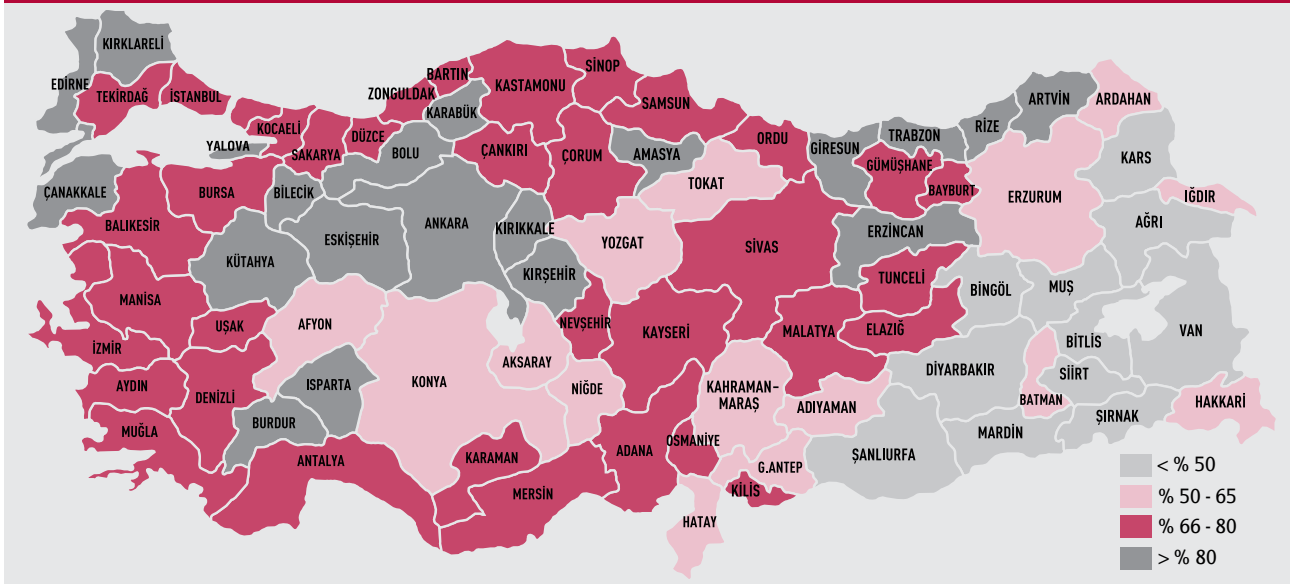 KIRKLARELİ
EDİRNE
TEKİRDAĞ
İSTANBUL
KOCAELİ
YALOVA
SAKARYA
DÜZCE
ZONGULDAK
BARTIN
KARABÜK
BOLU
KASTAMONU
SİNOP
SAMSUN
ÇANKIRI
ÇORUM
AMASYA
TOKAT
ORDU
GİRESUN
TRABZON
GÜMÜŞHANE
BAYBURT
RİZE
ARTVİN
ARDAHAN
KARS
IĞDIR
AĞRI
ERZURUM
ERZİNCAN
ÇANAKKALE
BALIKESİR
BURSA
BİLECİK
ESKİŞEHİR
KÜTAHYA
ANKARA
KIRIKKALE
KIRŞEHİR
YOZGAT
SİVAS
TUNCELİ
BİNGÖL
MUŞ
MANİSA
UŞAK
AFYON
NEVŞEHİR
KAYSERİ
MALATYA
ELAZIĞ
BİTLİS
VAN
İZMİR
AYDIN
DENİZLİ
ISPARTA
BURDUR
KONYA
AKSARAY
NİĞDE
KAHRAMAN-
MARAŞ
ADIYAMAN
DİYARBAKIR
BATMAN
SİİRT
ŞIRNAK
HAKKARİ
MUĞLA
ANTALYA
KARAMAN
MERSİN
ADANA
OSMANİYE
G.ANTEP
KİLİS
HATAY
ŞANLIURFA
MARDİN
< % 50
% 50 - 65
% 66 - 80
> % 80